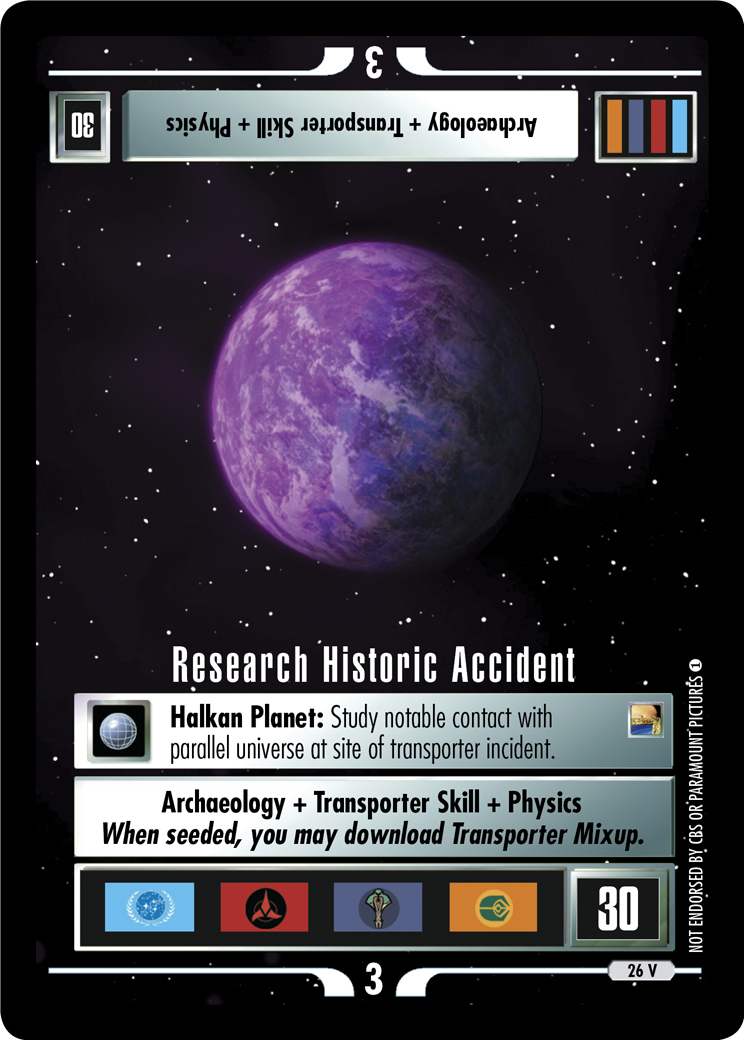 3
30
Archaeology + Transporter Skill + Physics
Research Historic Accident
Halkan Planet: Study notable contact with
parallel universe at site of transporter incident.
Archaeology + Transporter Skill + Physics
When seeded, you may download Transporter Mixup.
30
3
26 V
NOT ENDORSED BY CBS OR PARAMOUNT PICTURES 1